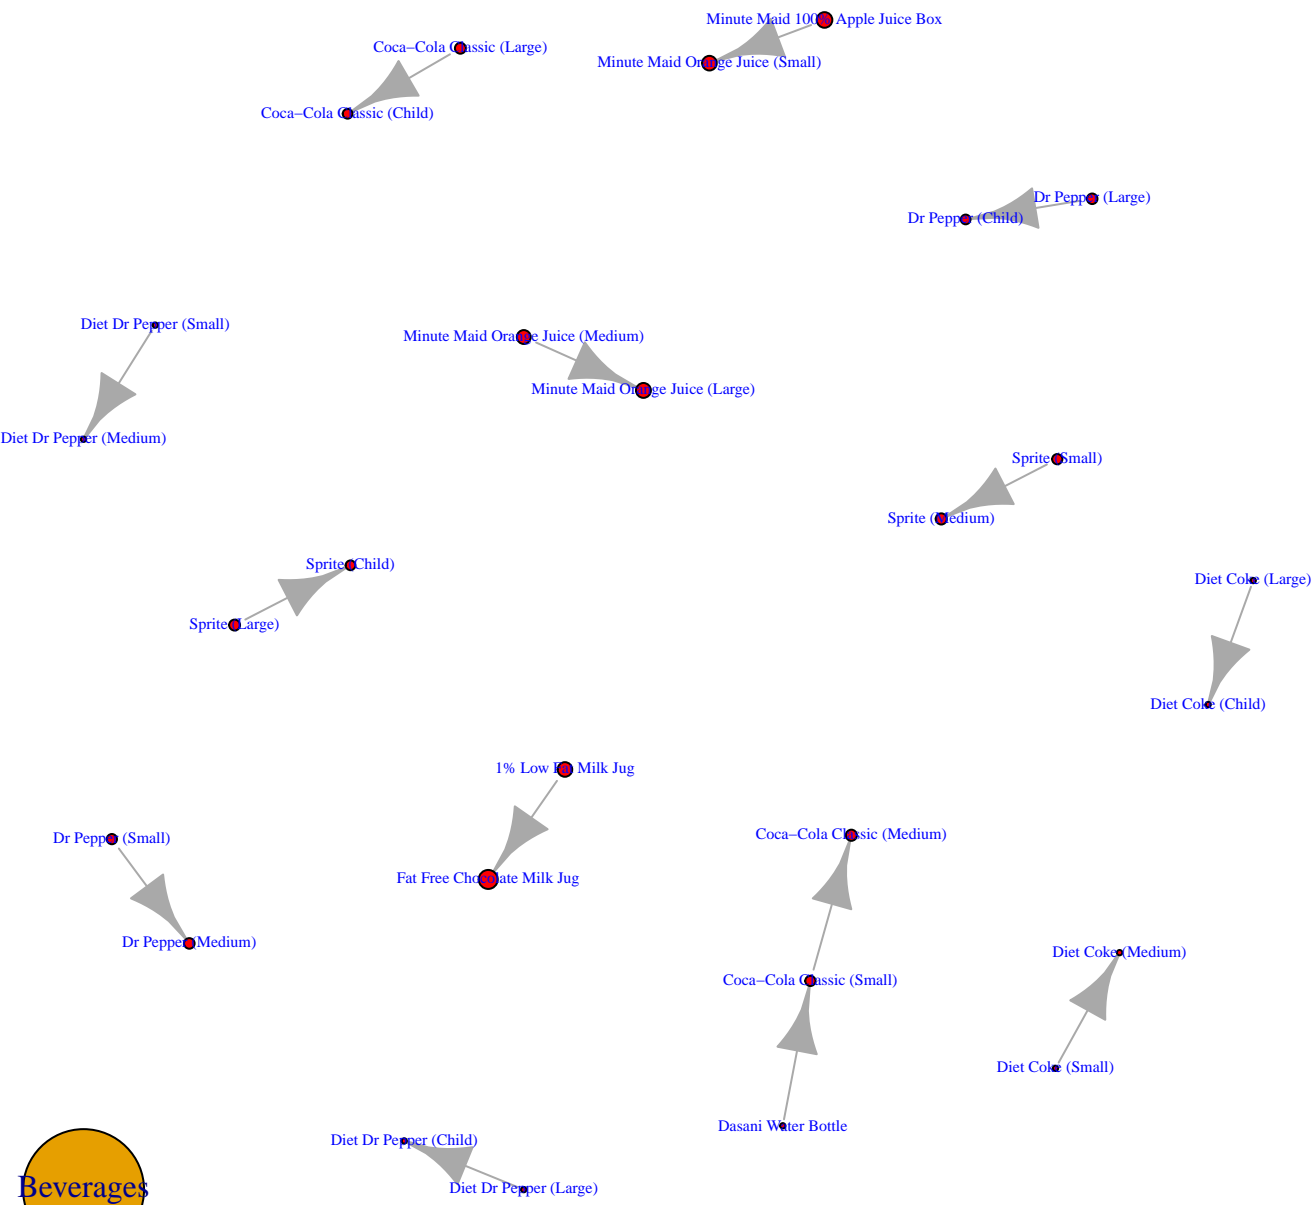 Minute Maid 100% Apple Juice Box
Coca–Cola Classic (Large)
Minute Maid Orange Juice (Small)
Coca–Cola Classic (Child)
Dr Pepper (Large)
Dr Pepper (Child)
Diet Dr Pepper (Small)
Minute Maid Orange Juice (Medium)
Minute Maid Orange Juice (Large)
Diet Dr Pepper (Medium)
Sprite (Small)
Sprite (Medium)
Sprite (Child)
Diet Coke (Large)
Sprite (Large)
Diet Coke (Child)
1% Low Fat Milk Jug
Coca–Cola Classic (Medium)
Dr Pepper (Small)
Fat Free Chocolate Milk Jug
Dr Pepper (Medium)
Diet Coke (Medium)
Coca–Cola Classic (Small)
Diet Coke (Small)
Dasani Water Bottle
Diet Dr Pepper (Child)
Beverages
Diet Dr Pepper (Large)